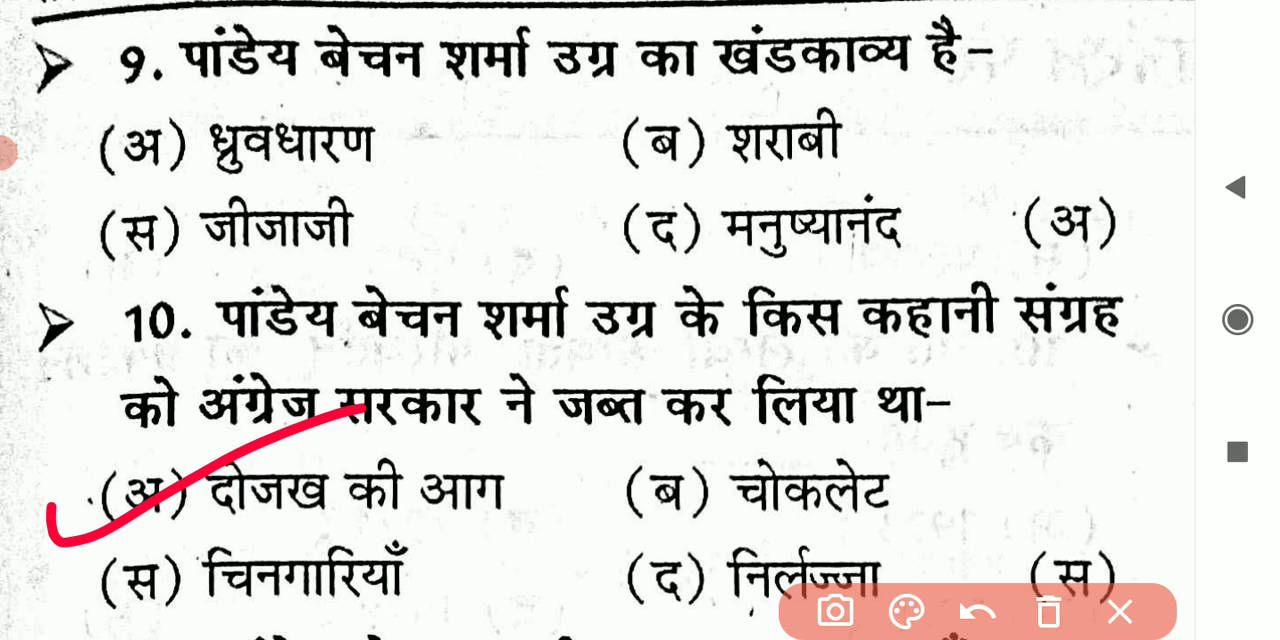 9. पांडेय बेचन शर्मा उग्र का खंडकाव्य है–
(अ) ध्रुवधारण (ब) शराबी
(स) जीजाजी (द) मनुष्यानंद (अ)
10. पांडेय बेचन शर्मा उग्र के किस कहानी संग्रह
को अंग्रेज सरकार ने जब्त कर लिया था–
(अ) दोजख की आग (ब) चोकलेट
(स) चिनगारियाँ (द) निर्लज्जा (स)